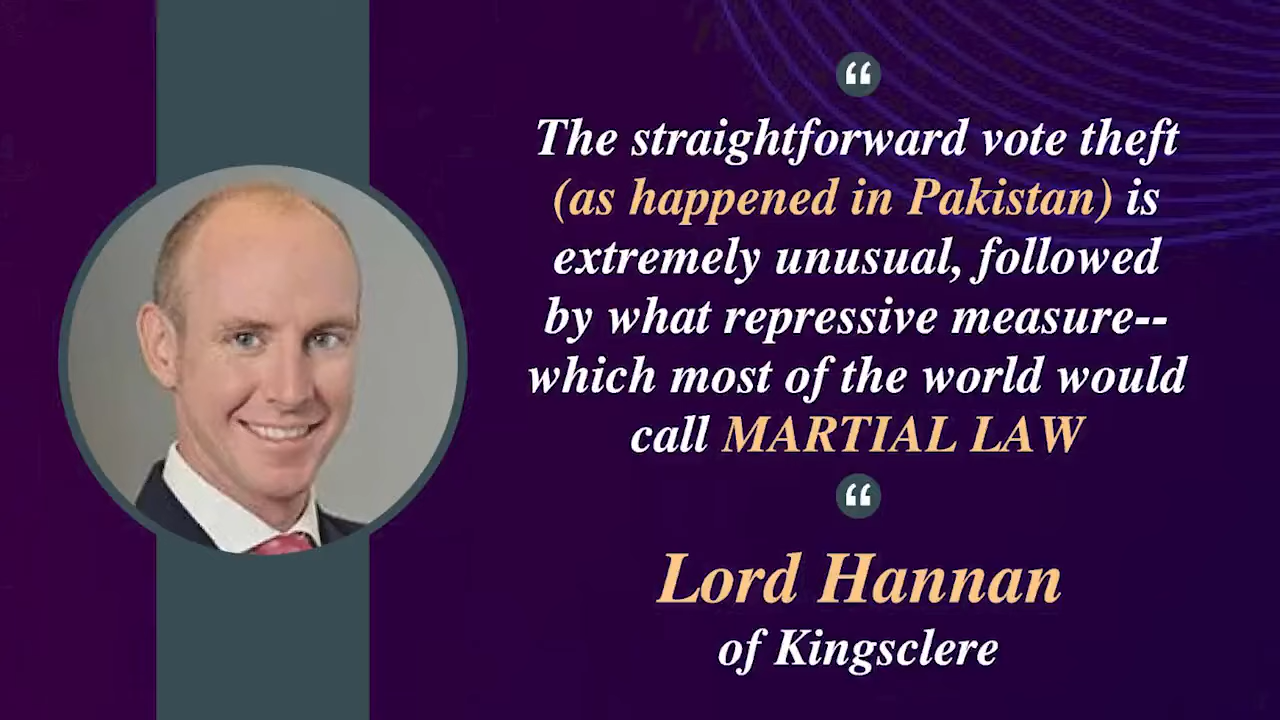 “
The straightforward vote theft
(as happened in Pakistan) is
extremely unusual, followed
by what repressive measure--
which most of the world would
call MARTIAL LAW
“
Lord Hannan
of Kingsclere